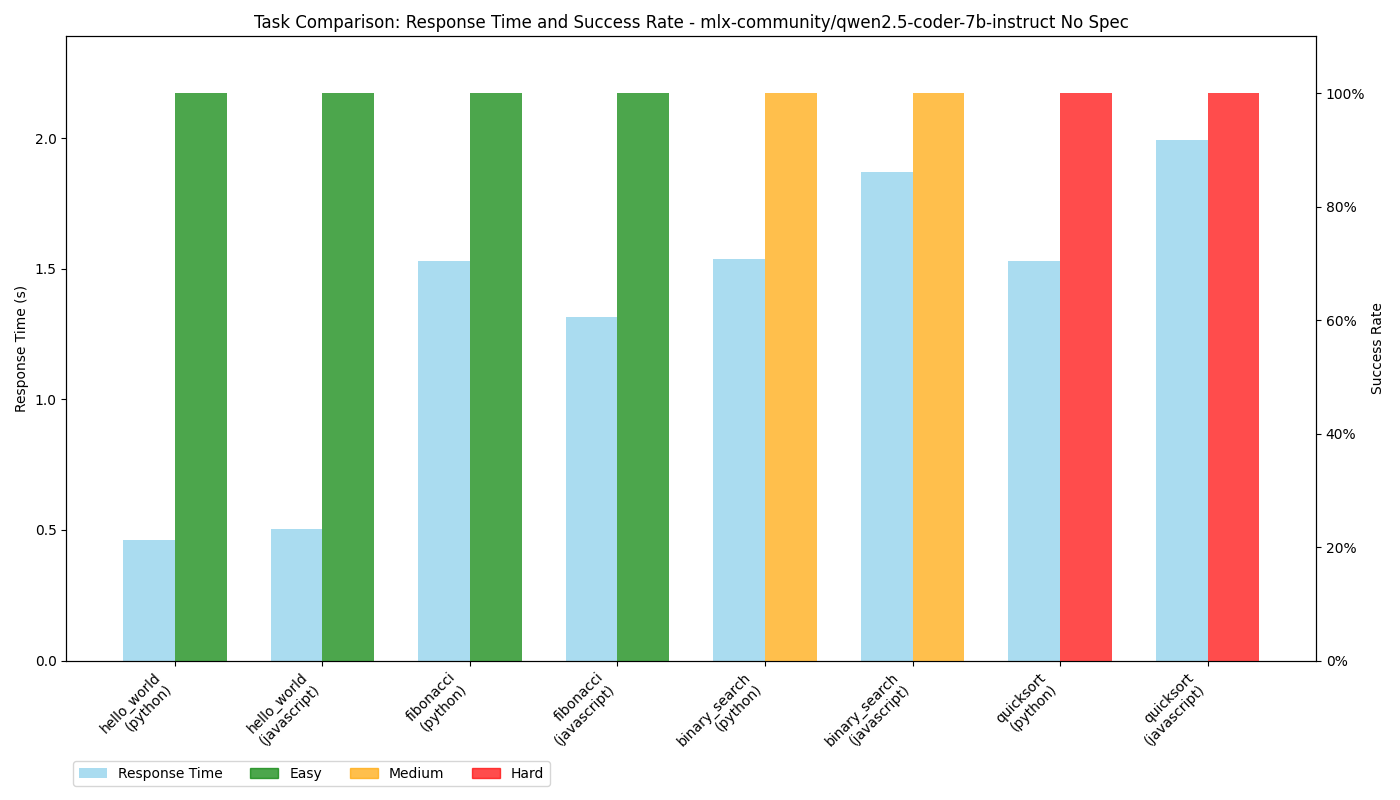 Task Comparison: Response Time and Success Rate - mlx-community/qwen2.5-coder-7b-instruct No Spec
Response Time (s)
2.0
1.5
1.0
0.5
0.0
100%
80%
60%
40%
20%
0%
Success Rate
hello_world
(python)
hello_world
(javascript)
fibonacci
(python)
fibonacci
(javascript)
binary_search
(python)
binary_search
(javascript)
quicksort
(python)
quicksort
(javascript)
Response Time
Easy
Medium
Hard